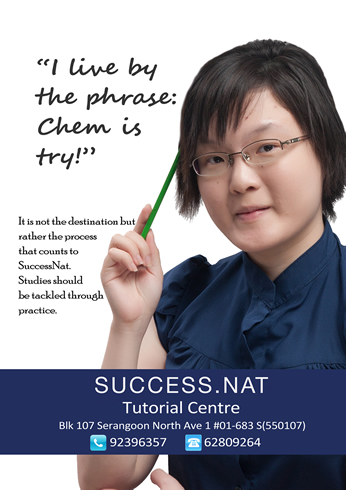 “I live by
the phrase:
Chem is
try!”
It is not the destination but
rather the process
that counts to
SuccessNat.
Studies should
be tackled through
practice.
SUCCESS.NAT
Tutorial Centre
Blk 107 Serangoon North Ave 1 #01-683 S(550107)
92396357 62809264